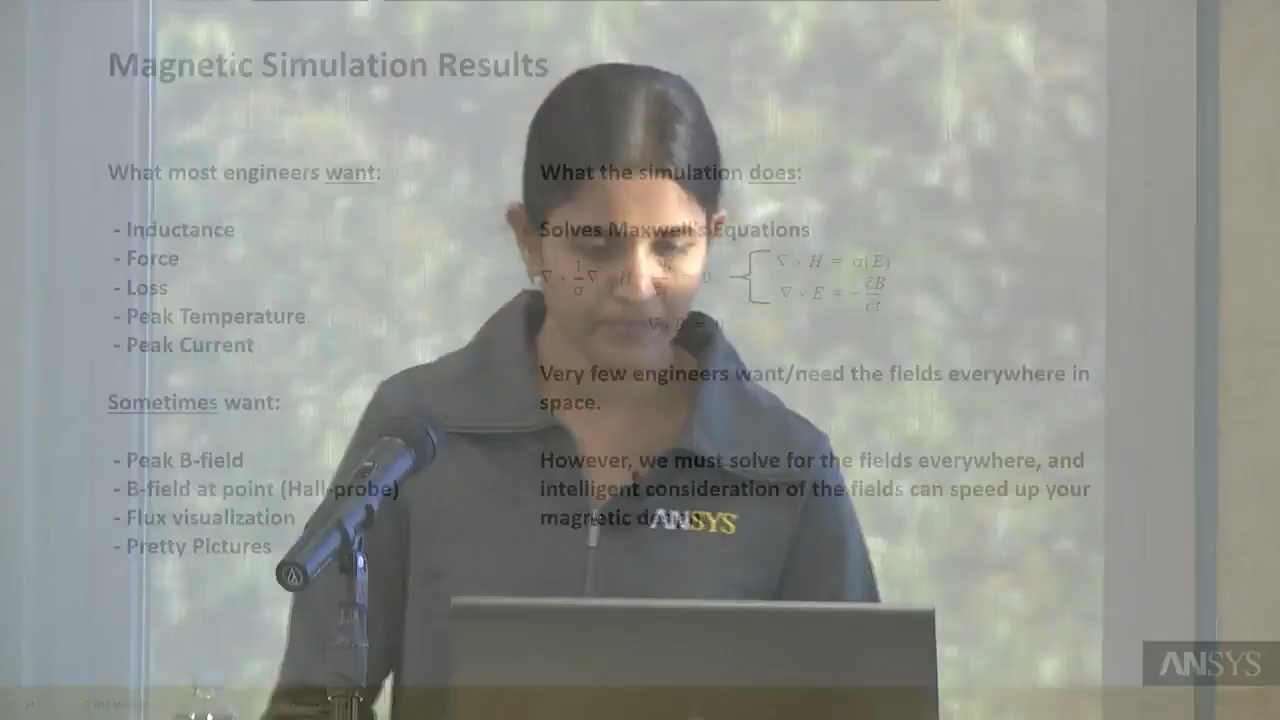 Magnetic Simulation Results
What most engineers want:
- Inductance
- Force
- Loss
- Peak Temperature
- Peak Current
Sometimes want:
- Peak B-field
- B-field at point (Hall-probe)
- Flux visualization
- Pretty Pictures
What the simulation does:
Solves Maxwell's Equations
∇ × H = σ(E)
∇ × E = -∂B/∂t
Very few engineers want/need the fields everywhere in
space.
However, we must solve for the fields everywhere, and
intelligent consideration of the fields can speed up your
magnetic
ANSYS
ANSYS